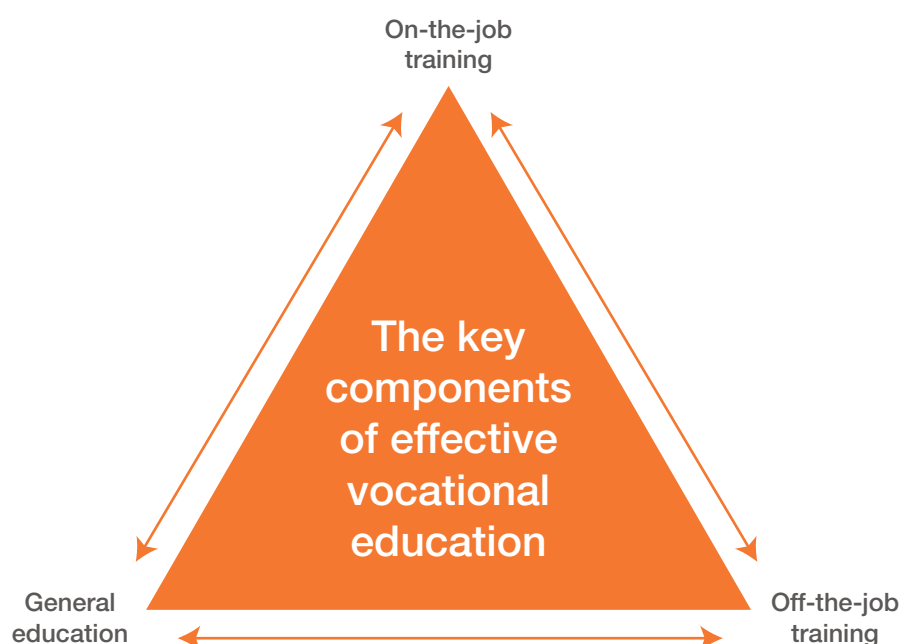 On-the-job
training
The key
components
of effective
vocational
education
General
education
Off-the-job
training